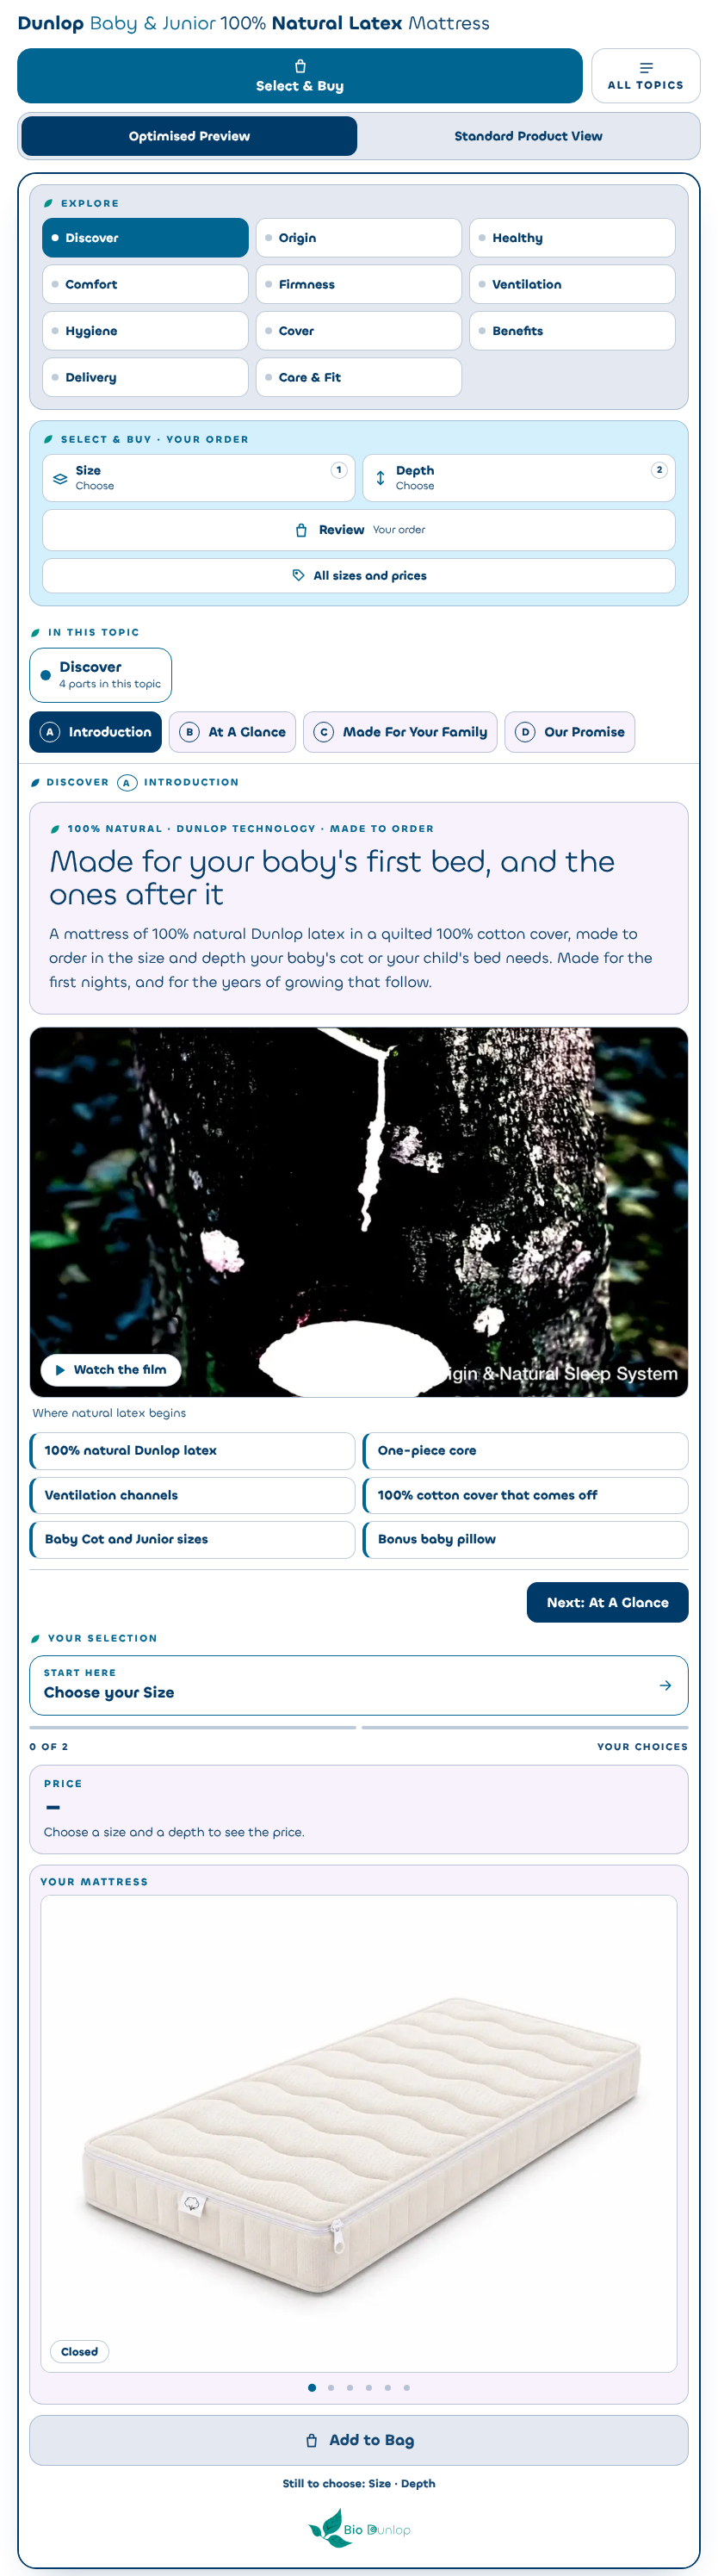 Dunlop Baby & Junior 100% Natural Latex Mattress
Select & Buy
ALL TOPICS
Optimised Preview
Standard Product View
EXPLORE
Discover
Origin
Healthy
Comfort
Firmness
Ventilation
Hygiene
Cover
Benefits
Delivery
Care & Fit
SELECT & BUY · YOUR ORDER
Size
Choose
1
Depth
Choose
2
Review Your order
All sizes and prices
IN THIS TOPIC
Discover
4 parts in this topic
A Introduction
B At A Glance
C Made For Your Family
D Our Promise
DISCOVER A INTRODUCTION
100% NATURAL · DUNLOP TECHNOLOGY · MADE TO ORDER
Made for your baby's first bed, and the
ones after it
A mattress of 100% natural Dunlop latex in a quilted 100% cotton cover, made to
order in the size and depth your baby's cot or your child's bed needs. Made for the
first nights, and for the years of growing that follow.
Watch the film
& Natural Sleep System
Where natural latex begins
100% natural Dunlop latex
One-piece core
Ventilation channels
100% cotton cover that comes off
Baby Cot and Junior sizes
Bonus baby pillow
Next: At A Glance
YOUR SELECTION
START HERE
Choose your Size
0 OF 2
YOUR CHOICES
PRICE
–
Choose a size and a depth to see the price.
YOUR MATTRESS
Closed
Add to Bag
Still to choose: Size · Depth
Bio Dunlop